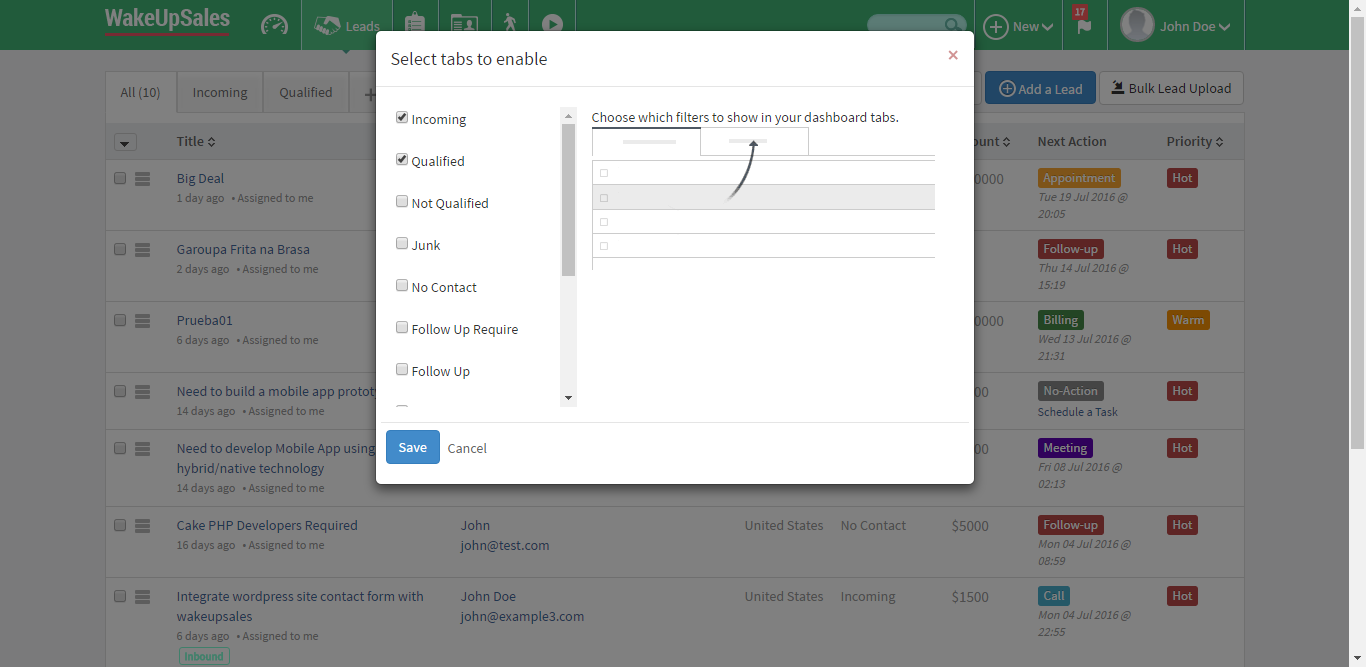 WakeUpSales
Leads
17
New
John Doe
Select tabs to enable
×
All (10)
Incoming
Qualified
+
Add a Lead
Bulk Lead Upload
Incoming
Qualified
Not Qualified
Junk
No Contact
Follow Up Require
Follow Up
Choose which filters to show in your dashboard tabs.
Save
Cancel
Title
Next Action
Priority
Big Deal
1 day ago • Assigned to me
Appointment
Tue 19 Jul 2016 @
20:05
Hot
Garoupa Frita na Brasa
2 days ago • Assigned to me
Follow-up
Thu 14 Jul 2016 @
15:19
Hot
Prueba01
6 days ago • Assigned to me
Billing
Wed 13 Jul 2016 @
21:31
Warm
Need to build a mobile app
14 days ago • Assigned to me
No-Action
Schedule a Task
Hot
Need to develop Mobile App using
hybrid/native technology
14 days ago • Assigned to me
Meeting
Fri 08 Jul 2016 @
02:13
Hot
Cake PHP Developers Required
16 days ago • Assigned to me
John
john@test.com
United States
No Contact
$5000
Follow-up
Mon 04 Jul 2016 @
08:59
Hot
Integrate wordpress site contact form with
wakeupsales
6 days ago • Assigned to me
Inbound
John Doe
john@example3.com
United States
Incoming
$1500
Call
Mon 04 Jul 2016 @
22:55
Hot